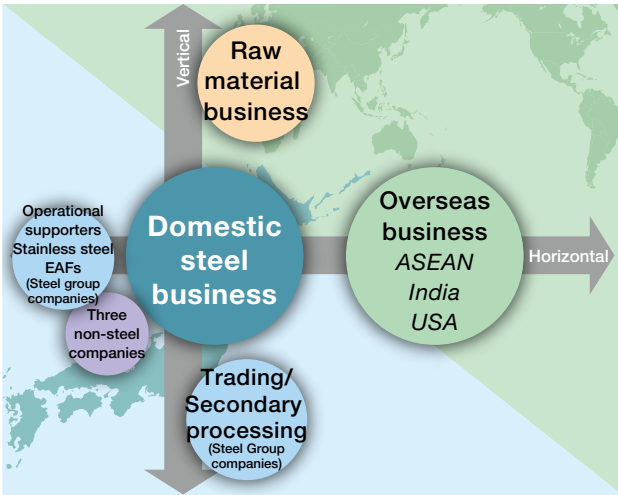 Vertical
Raw
material
business
Operational
supporters
Stainless steel
EAFs
(Steel group
companies)
Three
non-steel
companies
Domestic
steel
business
Overseas
business
ASEAN
India
USA
Horizontal
Trading/
Secondary
processing
(Steel Group
companies)